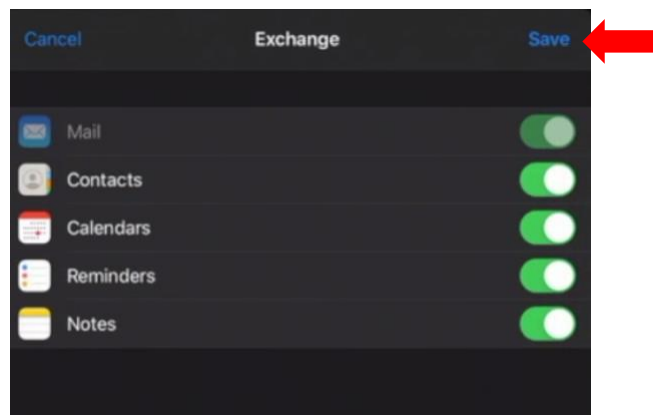 Cancel Exchange Save
Mail
Contacts
Calendars
Reminders
Notes